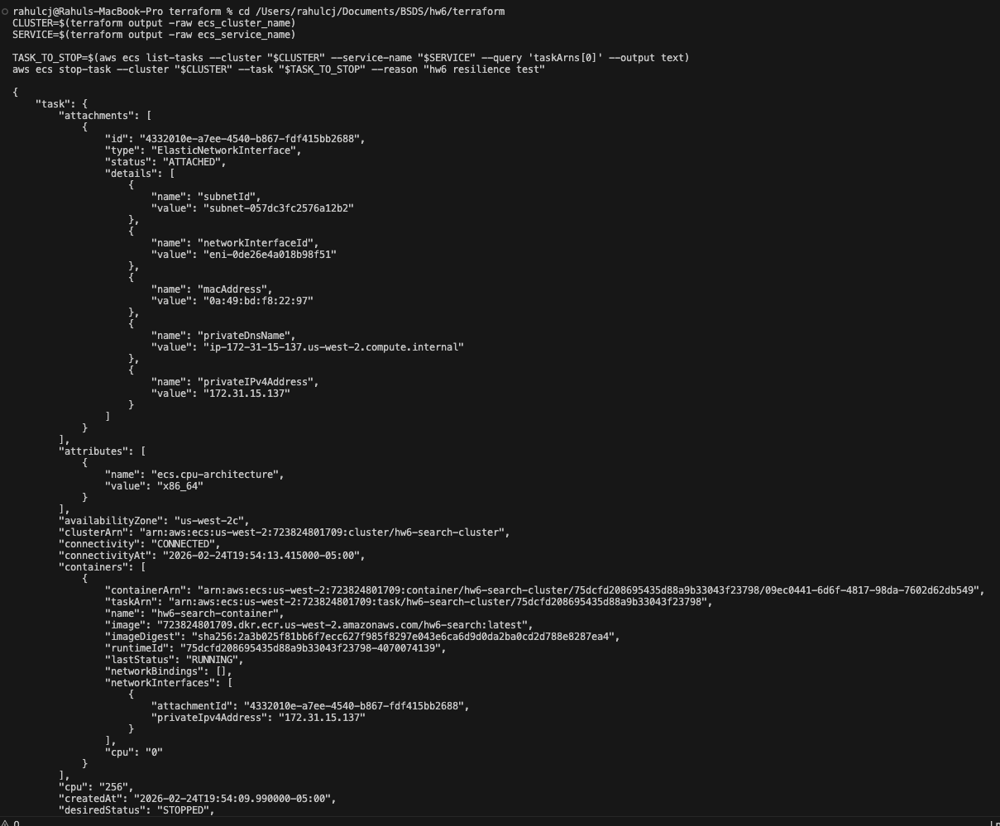 rahulcj@Rahuls-MacBook-Pro terraform % cd /Users/rahulcj/Documents/BSDS/hw6/terraform
CLUSTER=$(terraform output -raw ecs_cluster_name)
SERVICE=$(terraform output -raw ecs_service_name)

TASK_TO_STOP=$(aws ecs list-tasks --cluster "$CLUSTER" --service-name "$SERVICE" --query 'taskArns[0]' --output text)
aws ecs stop-task --cluster "$CLUSTER" --task "$TASK_TO_STOP" --reason "hw6 resilience test"

{
    "task": {
        "attachments": [
            {
                "id": "4332010e-a7ee-4540-b867-fdf415bb2688",
                "type": "ElasticNetworkInterface",
                "status": "ATTACHED",
                "details": [
                    {
                        "name": "subnetId",
                        "value": "subnet-057dc3fc2576a12b2"
                    },
                    {
                        "name": "networkInterfaceId",
                        "value": "eni-0de26e4a018b98f51"
                    },
                    {
                        "name": "macAddress",
                        "value": "0a:49:bd:f8:22:97"
                    },
                    {
                        "name": "privateDnsName",
                        "value": "ip-172-31-15-137.us-west-2.compute.internal"
                    },
                    {
                        "name": "privateIPv4Address",
                        "value": "172.31.15.137"
                    }
                ]
            }
        ],
        "attributes": [
            {
                "name": "ecs.cpu-architecture",
                "value": "x86_64"
            }
        ],
        "availabilityZone": "us-west-2c",
        "clusterArn": "arn:aws:ecs:us-west-2:723824801709:cluster/hw6-search-cluster",
        "connectivity": "CONNECTED",
        "connectivityAt": "2026-02-24T19:54:13.415000-05:00",
        "containers": [
            {
                "containerArn": "arn:aws:ecs:us-west-2:723824801709:container/hw6-search-cluster/75dcfd208695435d88a9b33043f23798/09ec0441-6d6f-4817-98da-7602d62db549",
                "taskArn": "arn:aws:ecs:us-west-2:723824801709:task/hw6-search-cluster/75dcfd208695435d88a9b33043f23798",
                "name": "hw6-search-container",
                "image": "723824801709.dkr.ecr.us-west-2.amazonaws.com/hw6-search:latest",
                "imageDigest": "sha256:2a3b025f81bb6f7ecc627f985f8297e043e6ca6d9d0da2ba0cd2d788e8287ea4",
                "runtimeId": "75dcfd208695435d88a9b33043f23798-4070074139",
                "lastStatus": "RUNNING",
                "networkBindings": [],
                "networkInterfaces": [
                    {
                        "attachmentId": "4332010e-a7ee-4540-b867-fdf415bb2688",
                        "privateIpv4Address": "172.31.15.137"
                    }
                ],
                "cpu": "0"
            }
        ],
        "cpu": "256",
        "createdAt": "2026-02-24T19:54:09.990000-05:00",
        "desiredStatus": "STOPPED",